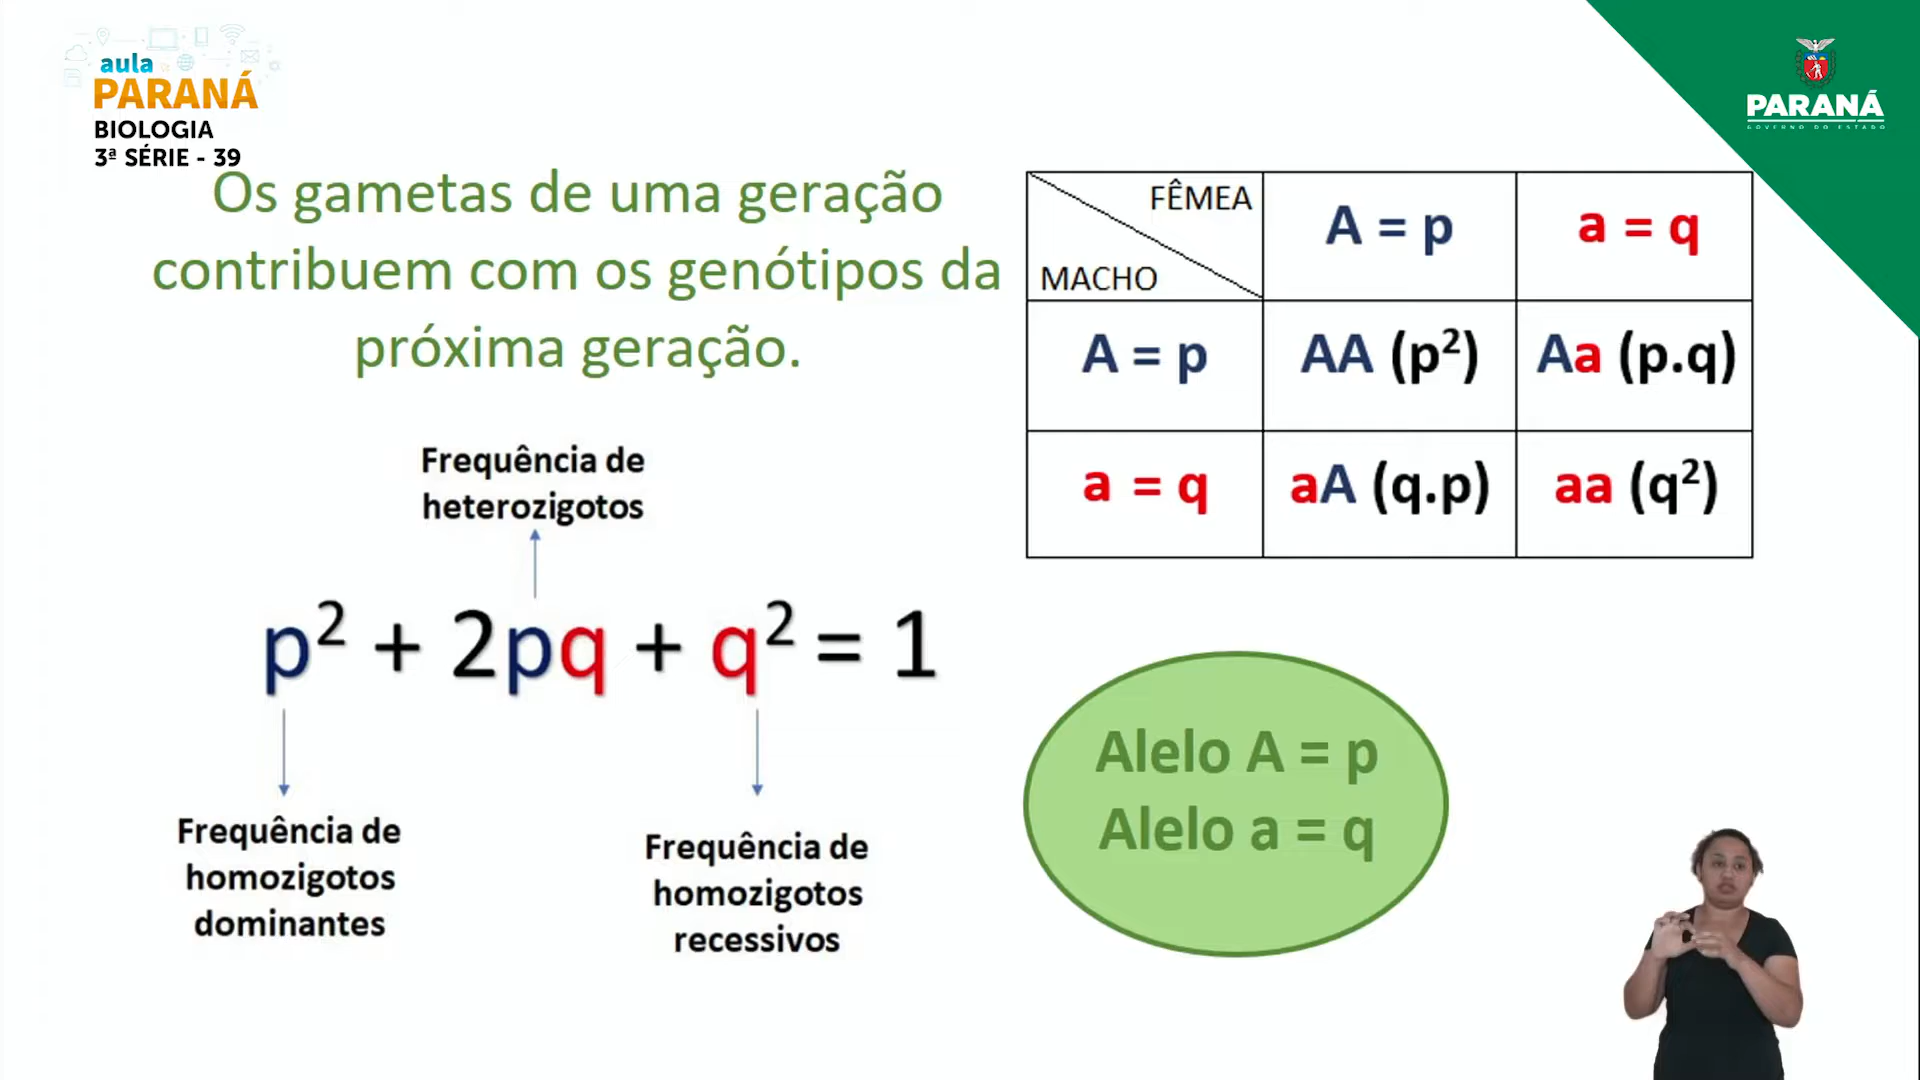 aula
PARANÁ
BIOLOGIA
3ª SÉRIE - 39
PARANÁ
GOVERNO DO ESTADO
Os gametas de uma geração
contribuem com os genótipos da
próxima geração.
FÊMEA
MACHO
A = p
a = q
A = p
AA (p²)
Aa (p.q)
a = q
aA (q.p)
aa (q²)
Frequência de
heterozigotos
p² + 2pq + q² = 1
Frequência de
homozigotos
dominantes
Frequência de
homozigotos
recessivos
Alelo A = p
Alelo a = q